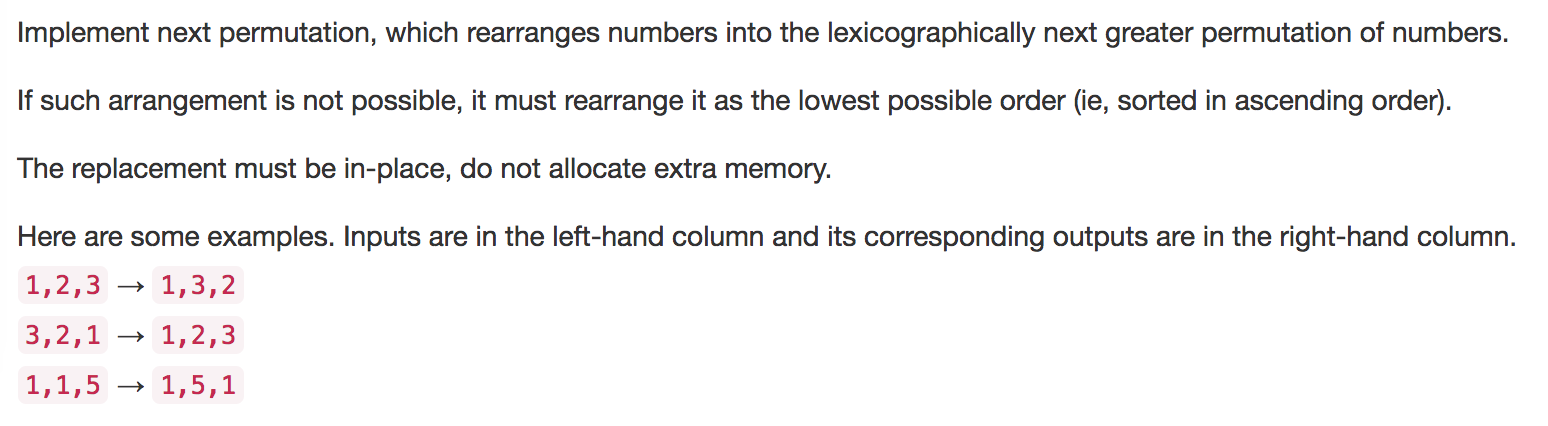 Implement next permutation, which rearranges numbers into the lexicographically next greater permutation of numbers.
If such arrangement is not possible, it must rearrange it as the lowest possible order (ie, sorted in ascending order).
The replacement must be in-place, do not allocate extra memory.
Here are some examples. Inputs are in the left-hand column and its corresponding outputs are in the right-hand column.
1,2,3 → 1,3,2
3,2,1 → 1,2,3
1,1,5 → 1,5,1